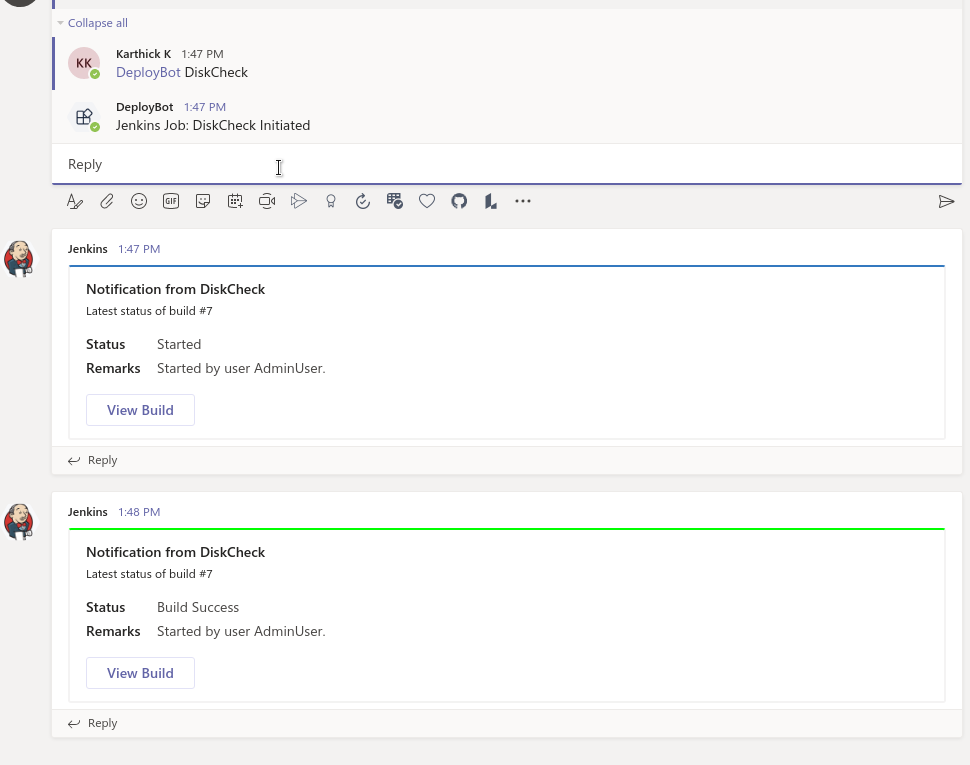 Collapse all
KK
Karthick K 1:47 PM
DeployBot DiskCheck
DeployBot 1:47 PM
Jenkins Job: DiskCheck Initiated
Reply
GIF
Jenkins 1:47 PM
Notification from DiskCheck
Latest status of build #7
Status Started
Remarks Started by user AdminUser.
View Build
Reply
Jenkins 1:48 PM
Notification from DiskCheck
Latest status of build #7
Status Build Success
Remarks Started by user AdminUser.
View Build
Reply